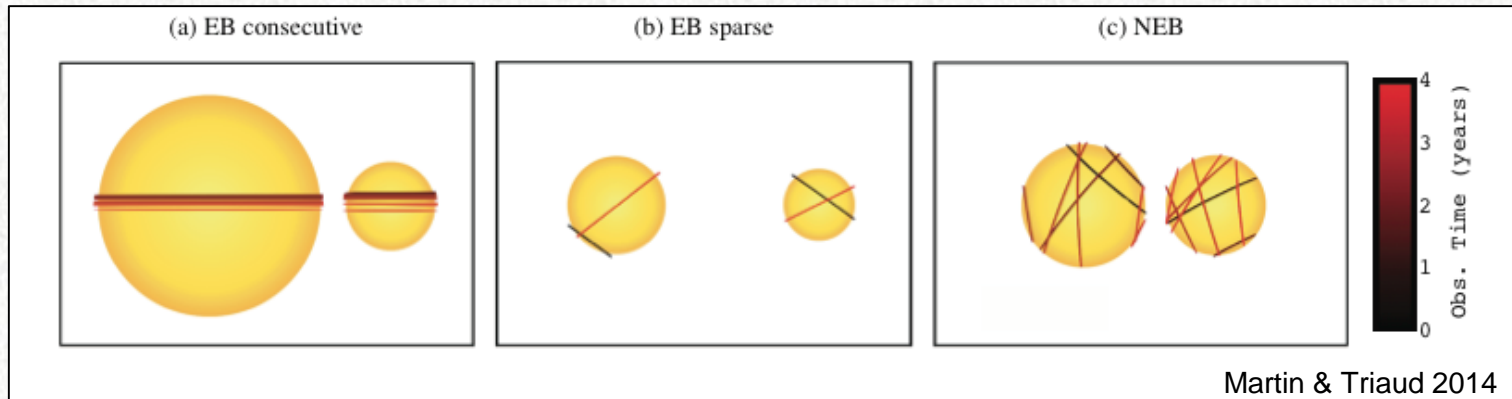 (a) EB consecutive
(b) EB sparse
(c) NEB
4
3
2
1
0
Obs. Time (years)
Martin & Triaud 2014